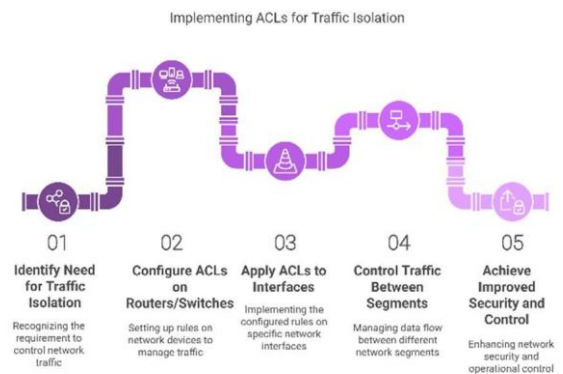 Implementing ACLs for Traffic Isolation
01
Identify Need
for Traffic
Isolation
Recognizing the
requirement to
control network
traffic
02
Configure ACLs
on
Routers/Switches
Setting up rules on
network devices to
manage traffic
03
Apply ACLs to
Interfaces
Implementing the
configured rules on
specific network
interfaces
04
Control Traffic
Between
Segments
Managing data flow
between different
network segments
05
Achieve
Improved
Security and
Control
Enhancing network
security and
operational control